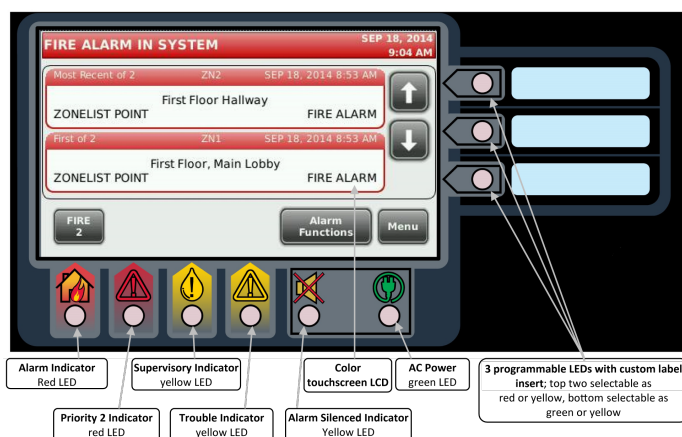 FIRE ALARM IN SYSTEM
SEP 18, 2014
9:04 AM
Most Recent of 2 ZN2 SEP 18, 2014 8:53 AM
First Floor Hallway
ZONELIST POINT FIRE ALARM
First of 2 ZN1 SEP 18, 2014 8:53 AM
First Floor, Main Lobby
ZONELIST POINT FIRE ALARM
FIRE
2
Alarm
Functions
Menu
Alarm Indicator
Red LED
Supervisory Indicator
yellow LED
Color
touchscreen LCD
AC Power
green LED
3 programmable LEDs with custom label
insert; top two selectable as
red or yellow, bottom selectable as
green or yellow
Priority 2 Indicator
red LED
Trouble Indicator
yellow LED
Alarm Silenced Indicator
Yellow LED